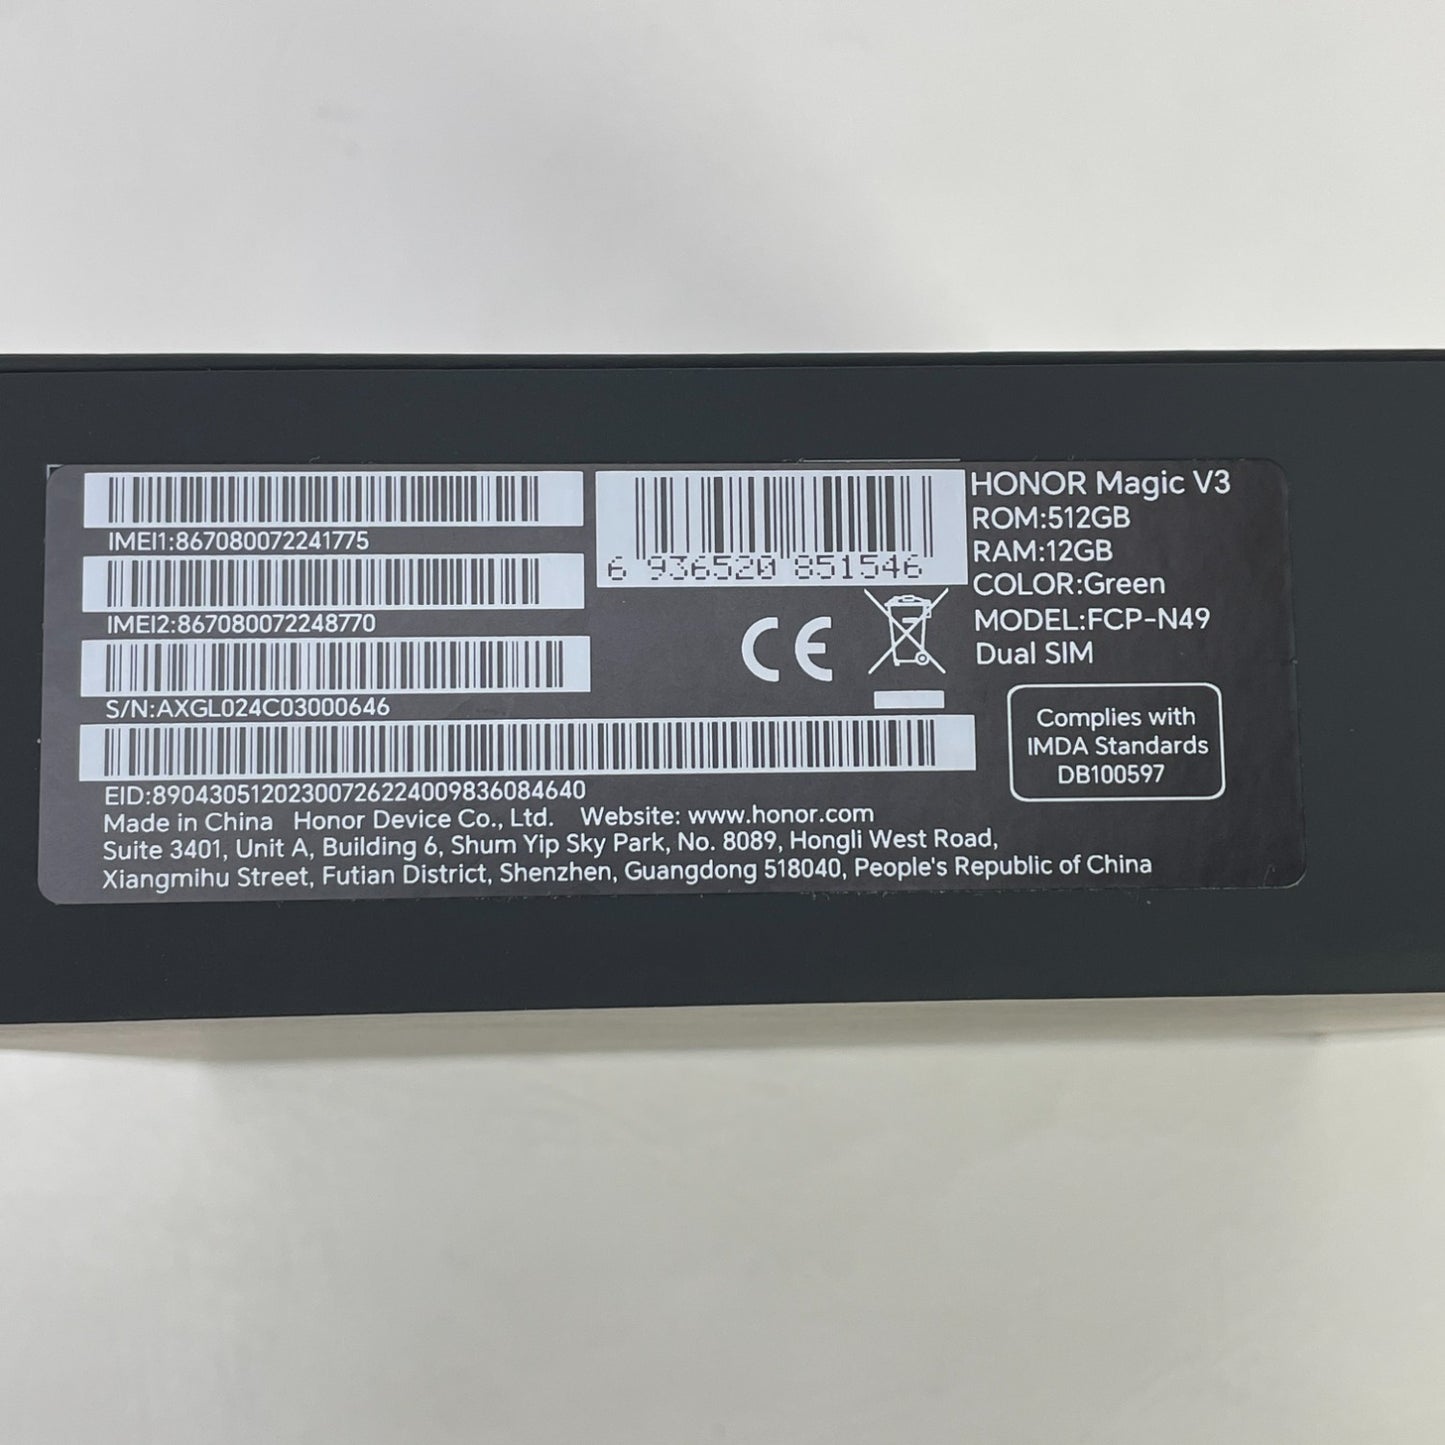 IMEI1:867080072241775
IMEI2:867080072248770
S/N:AXGL024C03000646
EID:89043051202300726224009836084640
6 936520 851546
CE
HONOR Magic V3
ROM:512GB
RAM:12GB
COLOR:Green
MODEL:FCP-N49
Dual SIM
Complies with
IMDA Standards
DB100597
Made in China Honor Device Co., Ltd. Website: www.honor.com
Suite 3401, Unit A, Building 6, Shum Yip Sky Park, No. 8089, Hongli West Road,
Xiangmihu Street, Futian District, Shenzhen, Guangdong 518040, People's Republic of China